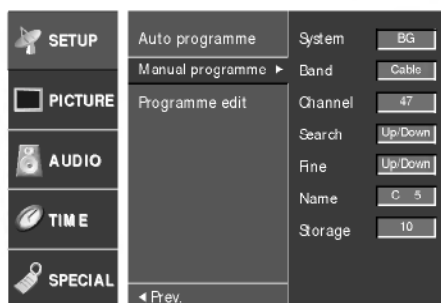 SETUP
PICTURE
AUDIO
TIME
SPECIAL
Auto programme
Manual programme ►
Programme edit
◄ Prev.
System BG
Band Cable
Channel 47
Search Up/Down
Fine Up/Down
Name C 5
Storage 10